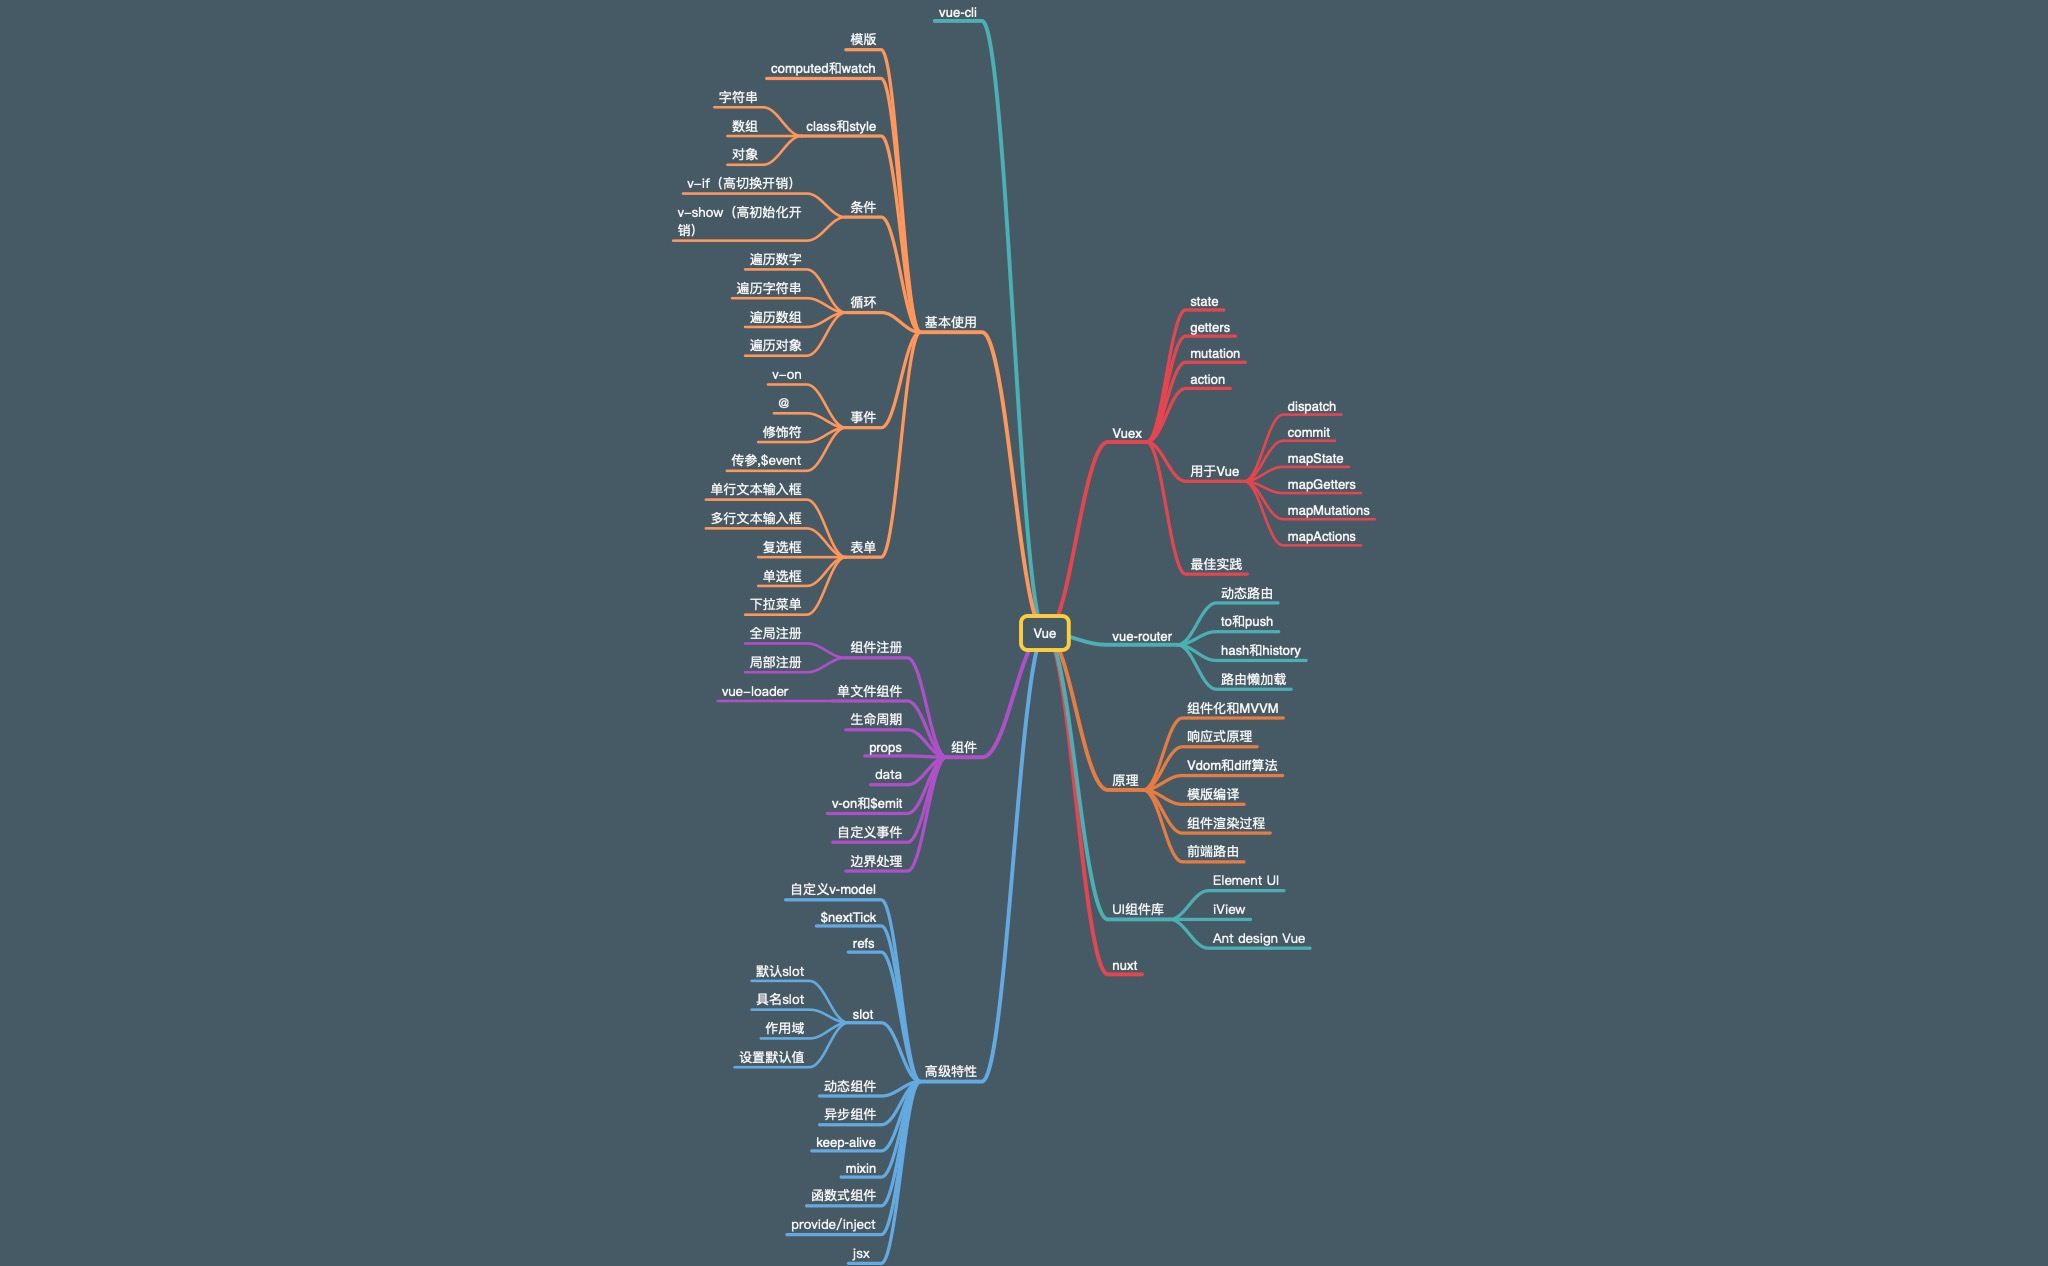 vue-cli
模版
computed和watch
字符串
数组
对象
class和style
v-if（高切换开销）
v-show（高初始化开
销）
条件
遍历数字
遍历字符串
遍历数组
遍历对象
循环
基本使用
v-on
@
修饰符
传参,$event
事件
单行文本输入框
多行文本输入框
复选框
单选框
下拉菜单
表单
全局注册
局部注册
组件注册
vue-loader
单文件组件
生命周期
props
data
v-on和$emit
自定义事件
边界处理
组件
自定义v-model
$nextTick
refs
默认slot
具名slot
作用域
设置默认值
slot
高级特性
动态组件
异步组件
keep-alive
mixin
函数式组件
provide/inject
jsx
Vue
Vuex
state
getters
mutation
action
用于Vue
dispatch
commit
mapState
mapGetters
mapMutations
mapActions
最佳实践
vue-router
动态路由
to和push
hash和history
路由懒加载
原理
组件化和MVVM
响应式原理
Vdom和diff算法
模版编译
组件渲染过程
前端路由
UI组件库
Element UI
iView
Ant design Vue
nuxt